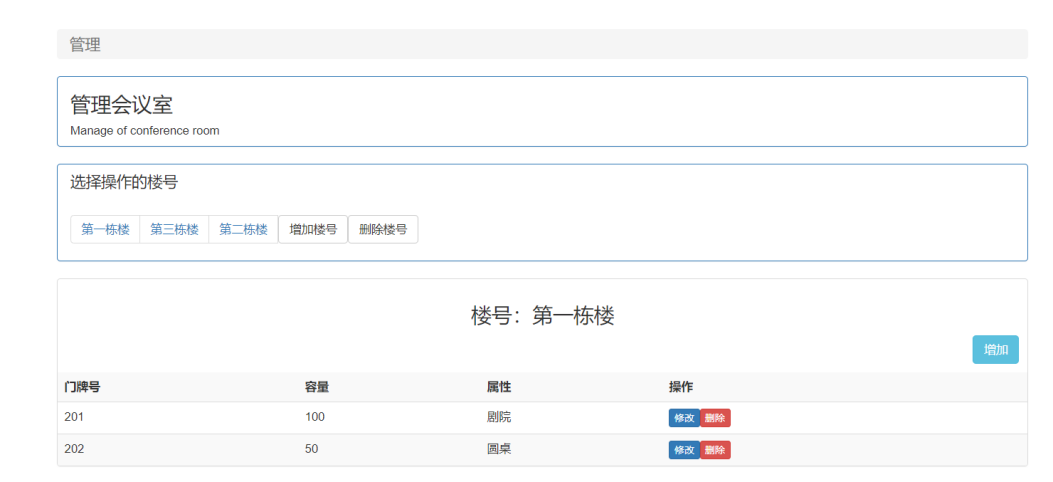 管理
管理会议室
Manage of conference room
选择操作的楼号
第一栋楼 第三栋楼 第二栋楼 增加楼号 删除楼号
楼号：第一栋楼
增加
门牌号 容量 属性 操作
201 100 剧院 修改 删除
202 50 圆桌 修改 删除